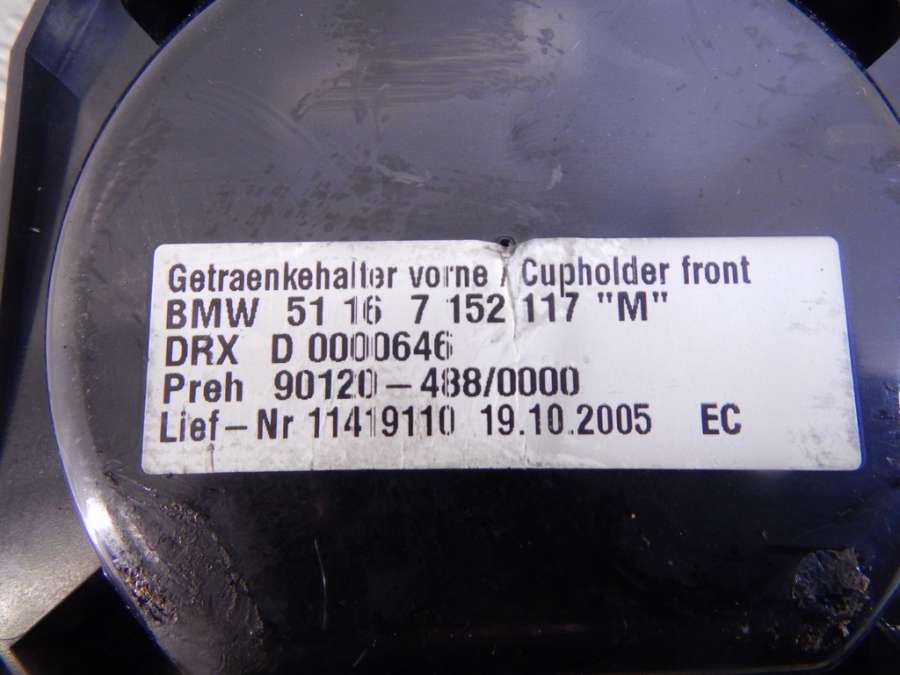 Getraenkehalter vorne / Cupholder front
BMW 51 16 7 152 117 "M"
DRX D 0000646
Preh 90120-488/0000
Lief-Nr 11419110 19.10.2005 EC